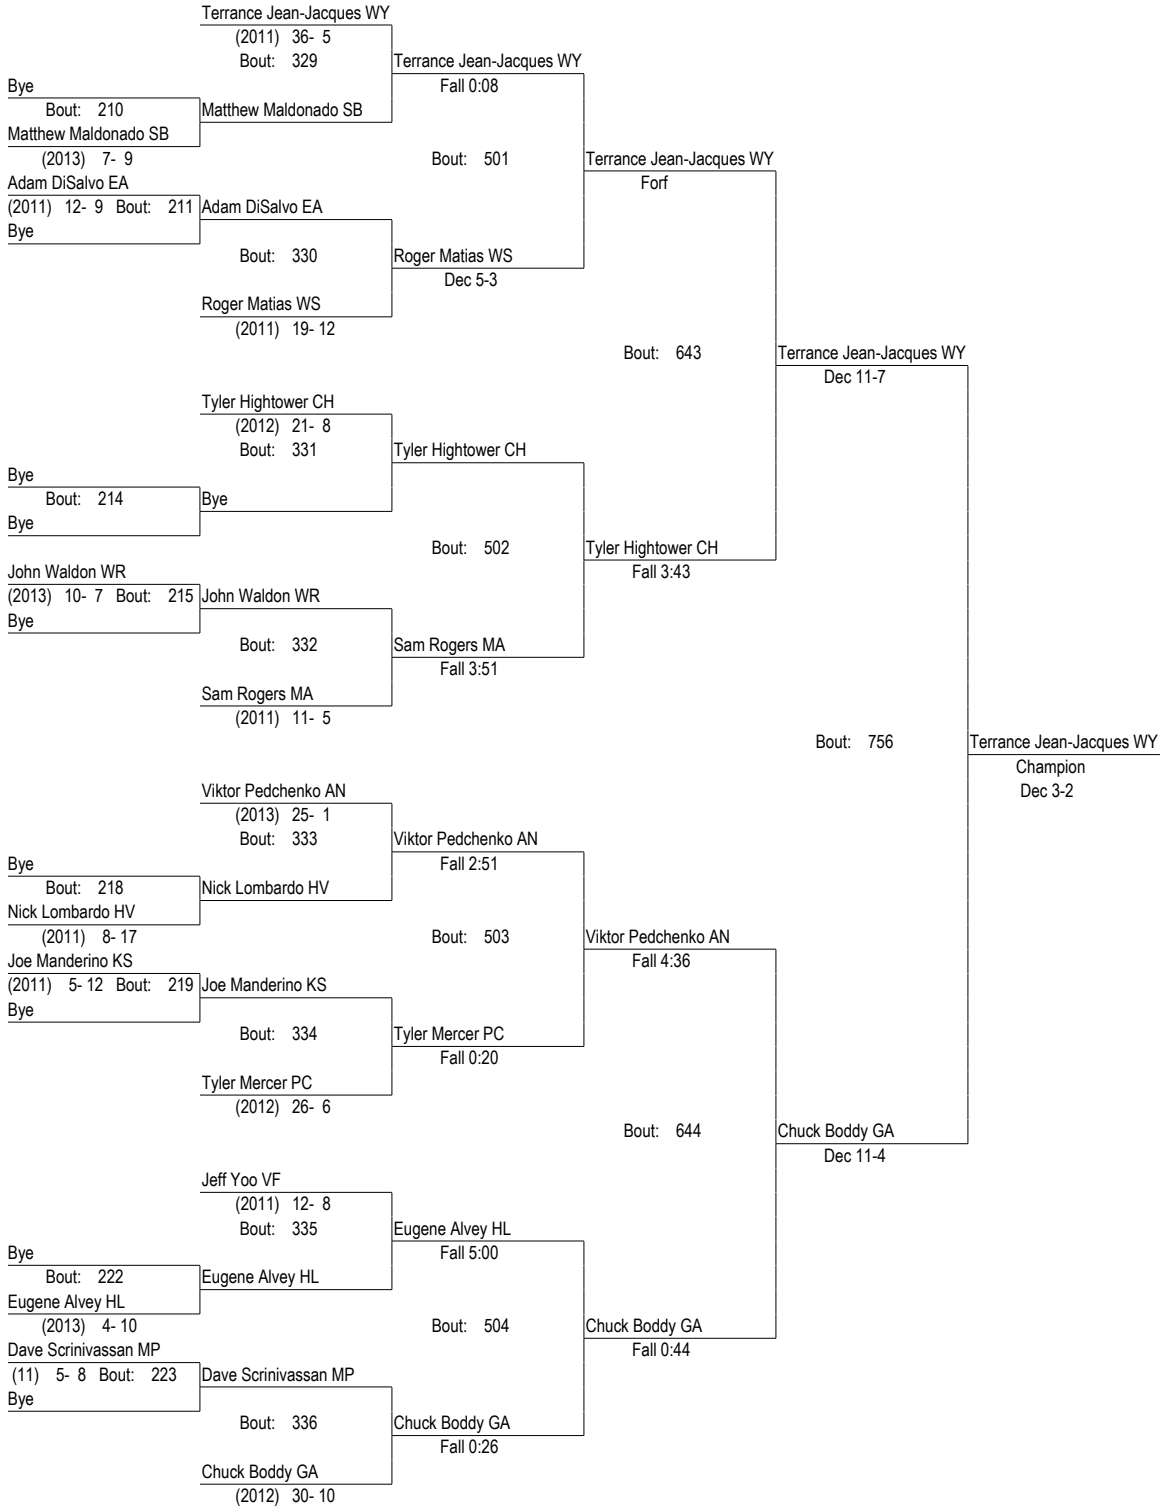 Terrance Jean-Jacques WY
(2011) 36- 5
Bout: 329
Terrance Jean-Jacques WY
Fall 0:08
Bye
Bout: 210
Matthew Maldonado SB
Matthew Maldonado SB
(2013) 7- 9
Bout: 501
Terrance Jean-Jacques WY
Forf
Adam DiSalvo EA
(2011) 12- 9 Bout: 211
Adam DiSalvo EA
Bye
Bout: 330
Roger Matias WS
Dec 5-3
Roger Matias WS
(2011) 19- 12
Bout: 643
Terrance Jean-Jacques WY
Dec 11-7
Tyler Hightower CH
(2012) 21- 8
Bout: 331
Tyler Hightower CH
Bye
Bout: 214
Bye
Bye
Bout: 502
Tyler Hightower CH
Fall 3:43
John Waldon WR
(2013) 10- 7 Bout: 215
John Waldon WR
Bye
Bout: 332
Sam Rogers MA
Fall 3:51
Sam Rogers MA
(2011) 11- 5
Bout: 756
Terrance Jean-Jacques WY
Champion
Dec 3-2
Viktor Pedchenko AN
(2013) 25- 1
Bout: 333
Viktor Pedchenko AN
Fall 2:51
Bye
Bout: 218
Nick Lombardo HV
Nick Lombardo HV
(2011) 8- 17
Bout: 503
Viktor Pedchenko AN
Fall 4:36
Joe Manderino KS
(2011) 5- 12 Bout: 219
Joe Manderino KS
Bye
Bout: 334
Tyler Mercer PC
Fall 0:20
Tyler Mercer PC
(2012) 26- 6
Bout: 644
Chuck Boddy GA
Dec 11-4
Jeff Yoo VF
(2011) 12- 8
Bout: 335
Eugene Alvey HL
Fall 5:00
Bye
Bout: 222
Eugene Alvey HL
Eugene Alvey HL
(2013) 4- 10
Bout: 504
Chuck Boddy GA
Fall 0:44
Dave Scrinivassan MP
(11) 5- 8 Bout: 223
Dave Scrinivassan MP
Bye
Bout: 336
Chuck Boddy GA
Fall 0:26
Chuck Boddy GA
(2012) 30- 10